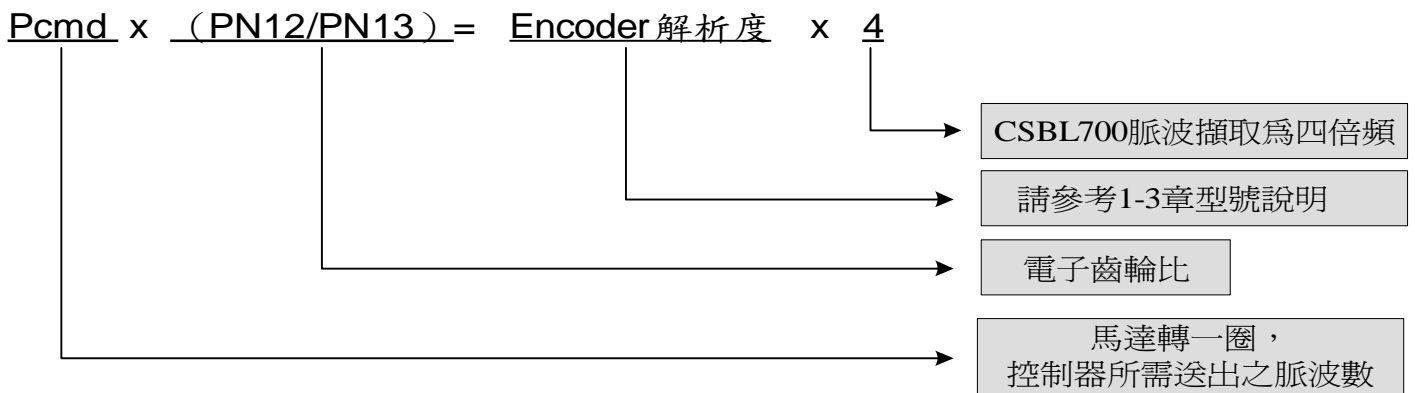 Pcmd x （PN12/PN13）= Encoder解析度 x 4
CSBL700脈波擷取為四倍頻
請參考1-3章型號說明
電子齒輪比
馬達轉一圈，
控制器所需送出之脈波數